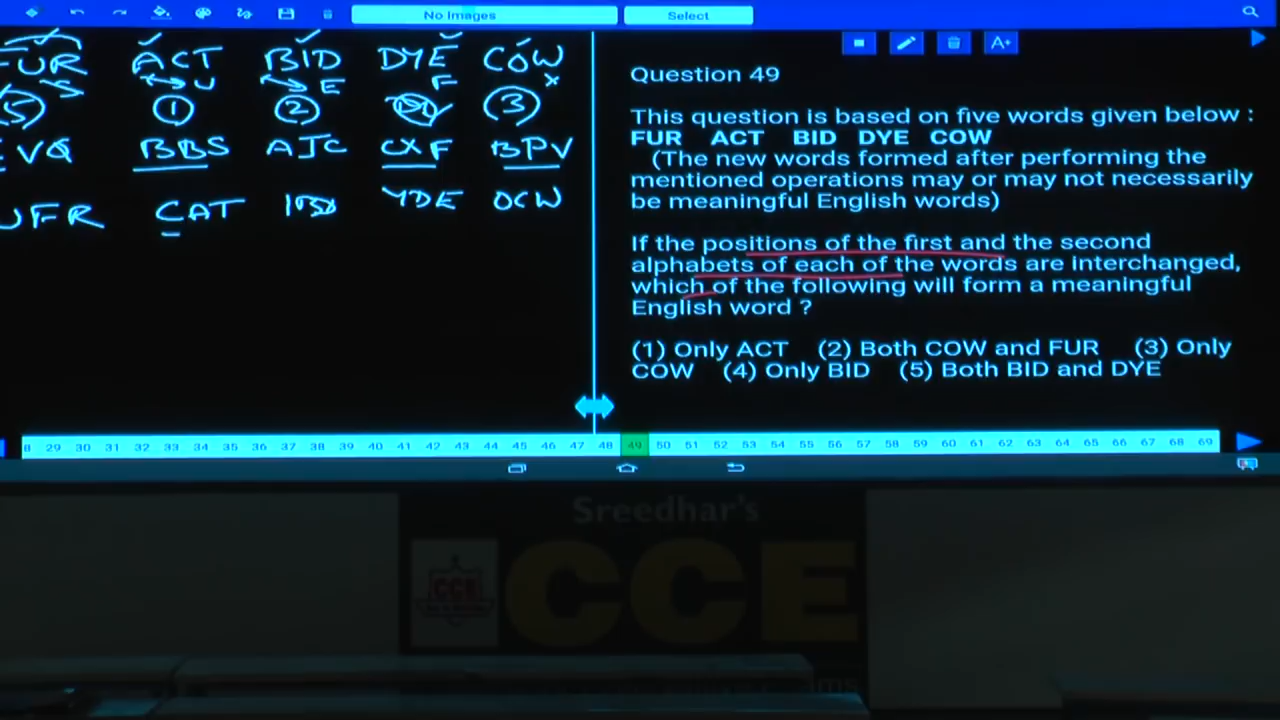 No Images Select
FUR ACT BID DYE COW
U E F X
5 1 2 3
VQ BBS AJC CXF BPV
UFR CAT IBD YDE OCW
A+
Question 49
This question is based on five words given below :
FUR ACT BID DYE COW
(The new words formed after performing the
mentioned operations may or may not necessarily
be meaningful English words)
If the positions of the first and the second
alphabets of each of the words are interchanged,
which of the following will form a meaningful
English word ?
(1) Only ACT (2) Both COW and FUR (3) Only
COW (4) Only BID (5) Both BID and DYE
8 29 30 31 32 33 34 35 36 37 38 39 40 41 42 43 44 45 46 47 48 49 50 51 52 53 54 55 56 57 58 59 60 61 62 63 64 65 66 67 68 69
Sreedhar's
CCE
CCE